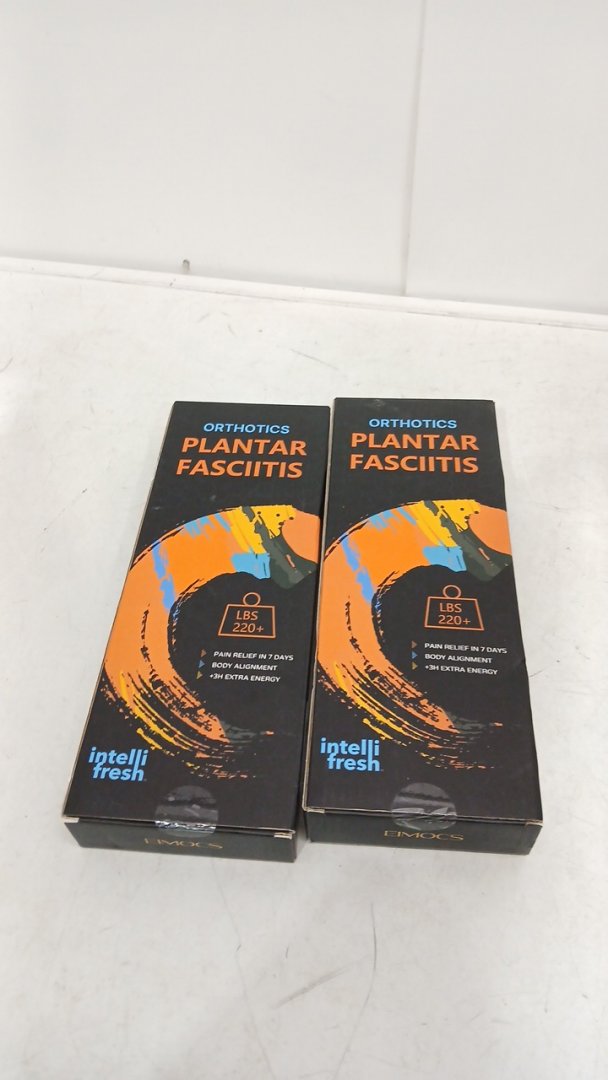 ORTHOTICS
PLANTAR
FASCIITIS
LBS
220+
PAIN RELIEF IN 7 DAYS
BODY ALIGNMENT
+3H EXTRA ENERGY
intelli
fresh
EIMOCS
ORTHOTICS
PLANTAR
FASCIITIS
LBS
220+
PAIN RELIEF IN 7 DAYS
BODY ALIGNMENT
+3H EXTRA ENERGY
intelli
fresh
EIMOCS